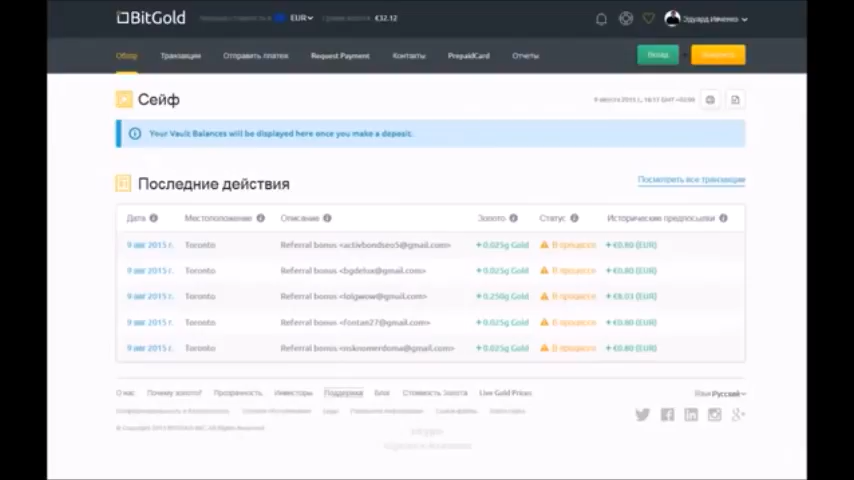 BitGold EUR €32.12 Эдуард Ивченко
Обзор Транзакции Отправить платеж Request Payment Контакты PrepaidCard Отчеты Вклад
Сейф
Your Vault Balances will be displayed here once you make a deposit.
Последние действия Посмотреть все транзакции
Дата Местоположение Описание Золото Статус Исторические предпосылки
9 авг 2015 г. Toronto Referral bonus <activbondseo5@gmail.com> +0.025g Gold В процессе +€0.80 (EUR)
9 авг 2015 г. Toronto Referral bonus <bgdelux@gmail.com> +0.025g Gold В процессе +€0.80 (EUR)
9 авг 2015 г. Toronto Referral bonus <lolgwow@gmail.com> +0.250g Gold В процессе +€8.03 (EUR)
9 авг 2015 г. Toronto Referral bonus <fontan27@gmail.com> +0.025g Gold В процессе +€0.80 (EUR)
9 авг 2015 г. Toronto Referral bonus <nsknomerdoma@gmail.com> +0.025g Gold В процессе +€0.80 (EUR)
О нас Почему золото? Прозрачность Инвесторы Поддержка Блог Стоимость Золота Live Gold Prices Язык Русский